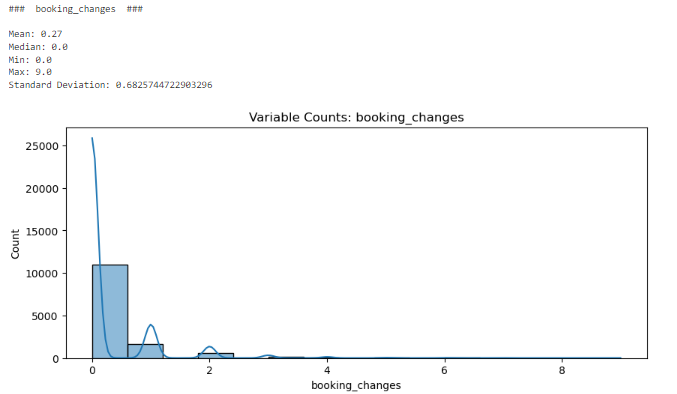 ### booking_changes ###
Mean: 0.27
Median: 0.0
Min: 0.0
Max: 9.0
Standard Deviation: 0.6825744722903296
Variable Counts: booking_changes
25000
20000
15000
10000
5000
0
Count
0 2 4 6 8
booking_changes